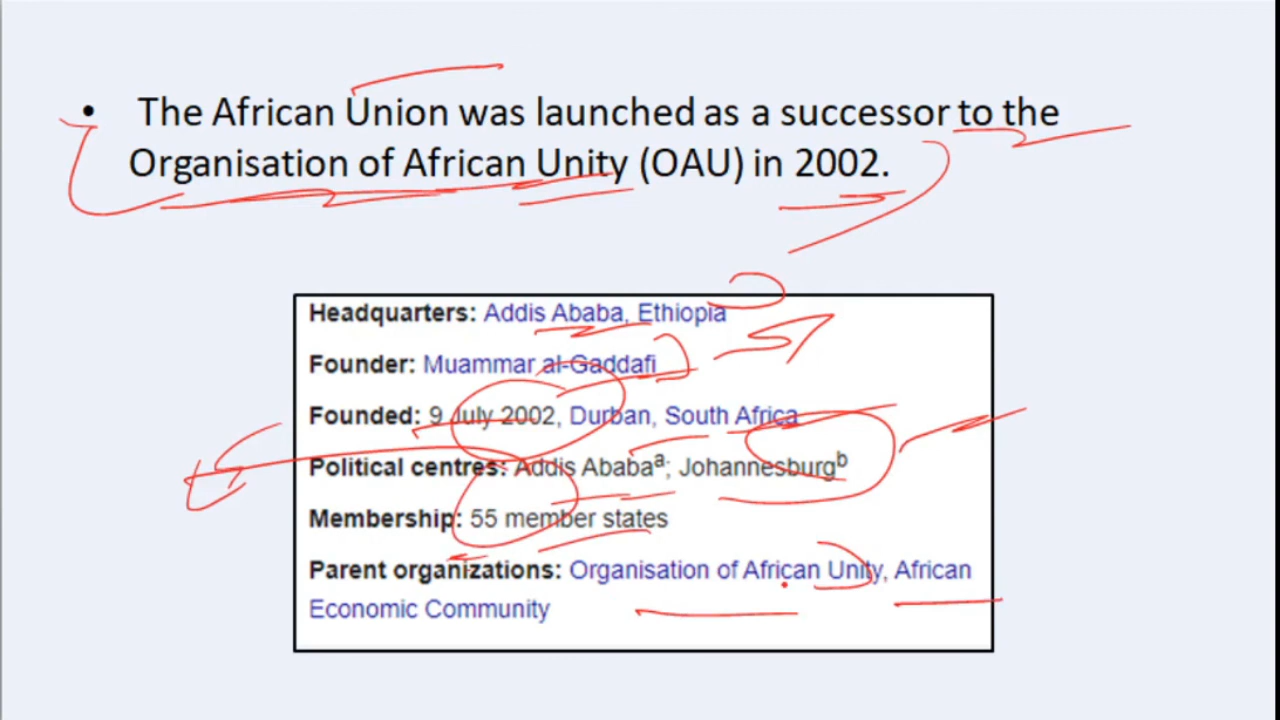 • The African Union was launched as a successor to the
Organisation of African Unity (OAU) in 2002.
Headquarters: Addis Ababa, Ethiopia
Founder: Muammar al-Gaddafi
Founded: 9 July 2002, Durban, South Africa
Political centres: Addis Ababaᵃ; Johannesburgᵇ
Membership: 55 member states
Parent organizations: Organisation of African Unity, African
Economic Community